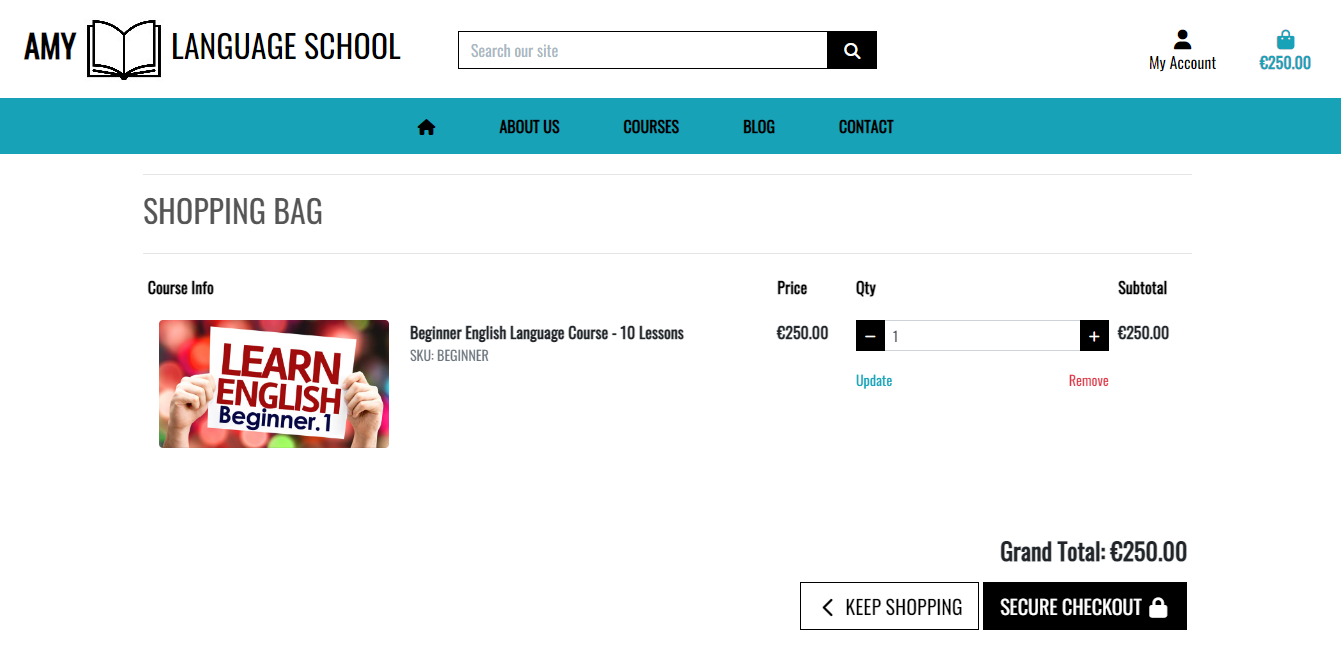 AMY LANGUAGE SCHOOL
Search our site
My Account
€250.00
ABOUT US COURSES BLOG CONTACT
SHOPPING BAG
Course Info Price Qty Subtotal
LEARN
ENGLISH
Beginner.1
Beginner English Language Course - 10 Lessons
SKU: BEGINNER
€250.00
1
€250.00
Update Remove
Grand Total: €250.00
KEEP SHOPPING
SECURE CHECKOUT